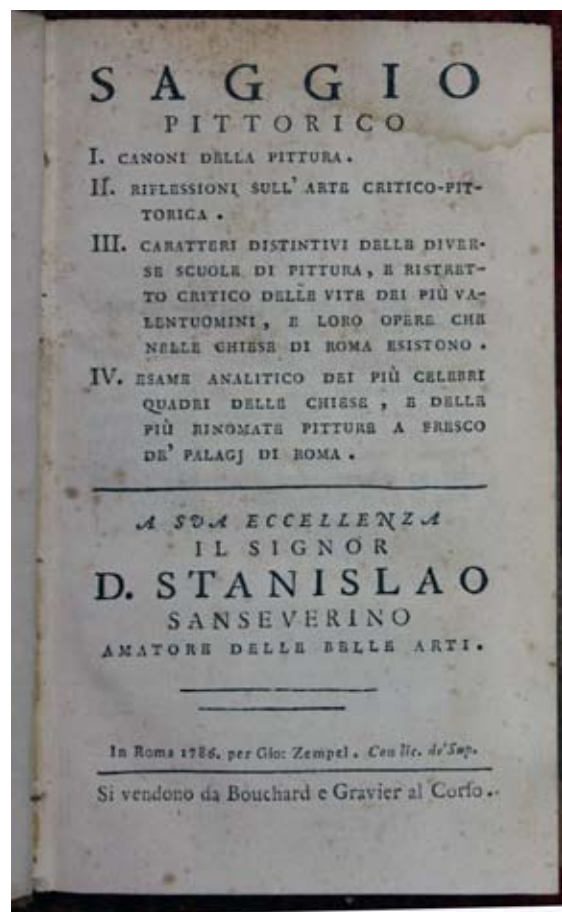 SAGGIO
PITTORICO
I. CANONI DELLA PITTURA.
II. RIFLESSIONI SULL' ARTE CRITICO-PIT-
TORICA.
III. CARATTERI DISTINTIVI DELLE DIVER-
SE SCUOLE DI PITTURA, E RISTRET-
TO CRITICO DELLE VITE DEI PIÙ VA-
LENTUOMINI, E LORO OPERE CHE
NELLE CHIESE DI ROMA ESISTONO.
IV. ESAME ANALITICO DEI PIÙ CELEBRI
QUADRI DELLE CHIESE, E DELLE
PIÙ RINOMATE PITTURE A FRESCO
DE' PALAGJ DI ROMA.
A SUA ECCELLENZA
IL SIGNOR
D. STANISLAO
SANSEVERINO
AMATORE DELLE BELLE ARTI.
In Roma 1786. per Gio: Zempel. Con lic. de' Sup.
Si vendono da Bouchard e Gravier al Corso.